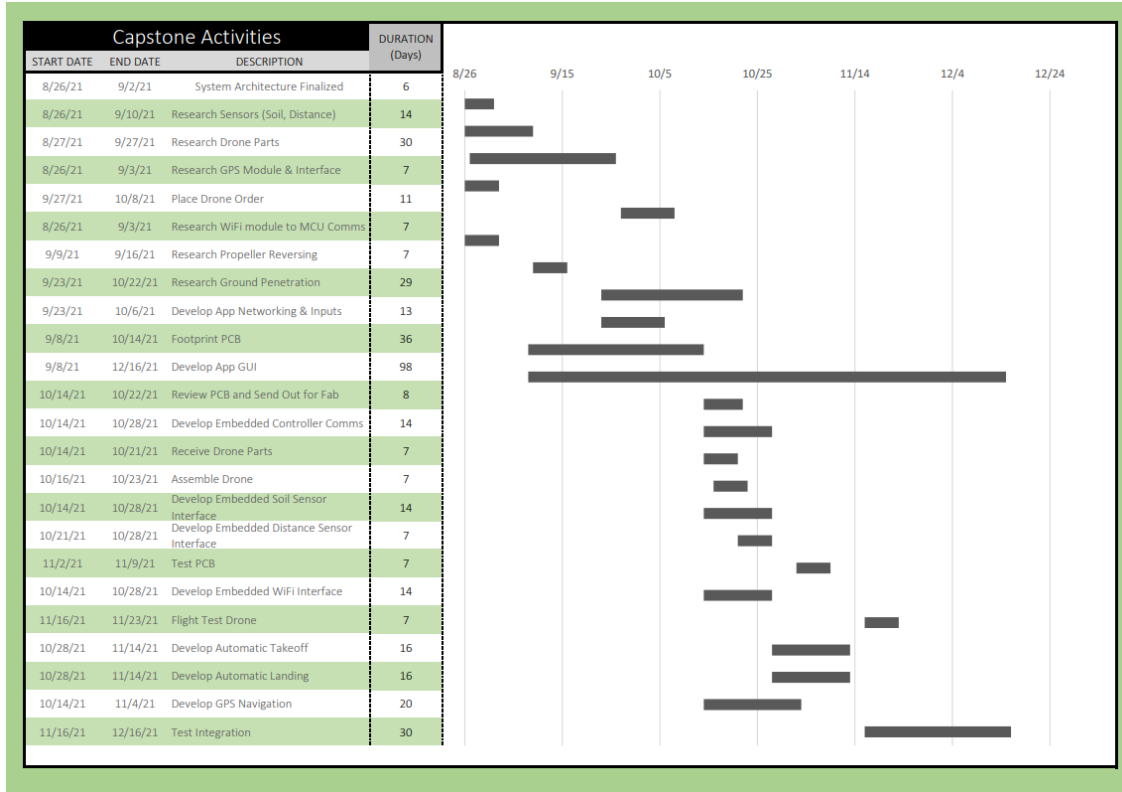 Capstone Activities
DURATION
(Days)
START DATE END DATE DESCRIPTION
8/26 9/15 10/5 10/25 11/14 12/4 12/24
8/26/21 9/2/21 System Architecture Finalized 6
8/26/21 9/10/21 Research Sensors (Soil, Distance) 14
8/27/21 9/27/21 Research Drone Parts 30
8/26/21 9/3/21 Research GPS Module & Interface 7
9/27/21 10/8/21 Place Drone Order 11
8/26/21 9/3/21 Research WiFi module to MCU Comms 7
9/9/21 9/16/21 Research Propeller Reversing 7
9/23/21 10/22/21 Research Ground Penetration 29
9/23/21 10/6/21 Develop App Networking & Inputs 13
9/8/21 10/14/21 Footprint PCB 36
9/8/21 12/16/21 Develop App GUI 98
10/14/21 10/22/21 Review PCB and Send Out for Fab 8
10/14/21 10/28/21 Develop Embedded Controller Comms 14
10/14/21 10/21/21 Receive Drone Parts 7
10/16/21 10/23/21 Assemble Drone 7
10/14/21 10/28/21 Develop Embedded Soil Sensor
Interface 14
10/21/21 10/28/21 Develop Embedded Distance Sensor
Interface 7
11/2/21 11/9/21 Test PCB 7
10/14/21 10/28/21 Develop Embedded WiFi Interface 14
11/16/21 11/23/21 Flight Test Drone 7
10/28/21 11/14/21 Develop Automatic Takeoff 16
10/28/21 11/14/21 Develop Automatic Landing 16
10/14/21 11/4/21 Develop GPS Navigation 20
11/16/21 12/16/21 Test Integration 30